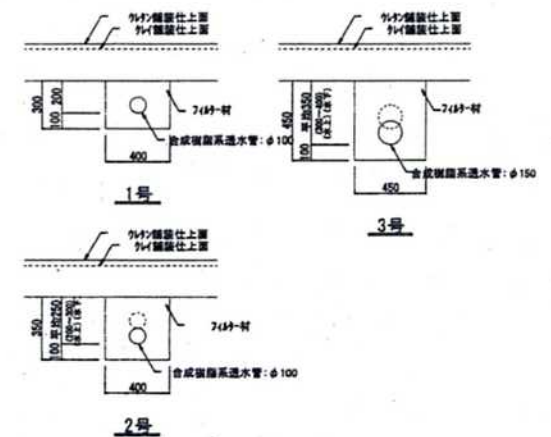 ウレタン舗装仕上面
クレイ舗装仕上面
300
200
100
フィルター材
合成樹脂系透水管:φ100
400
1号
ウレタン舗装仕上面
クレイ舗装仕上面
450
平均350
(300~400)
(水上)(水下)
100
フィルター材
合成樹脂系透水管:φ150
450
3号
ウレタン舗装仕上面
クレイ舗装仕上面
350
平均250
(200~300)
(水上)(水下)
100
フィルター材
合成樹脂系透水管:φ100
400
2号